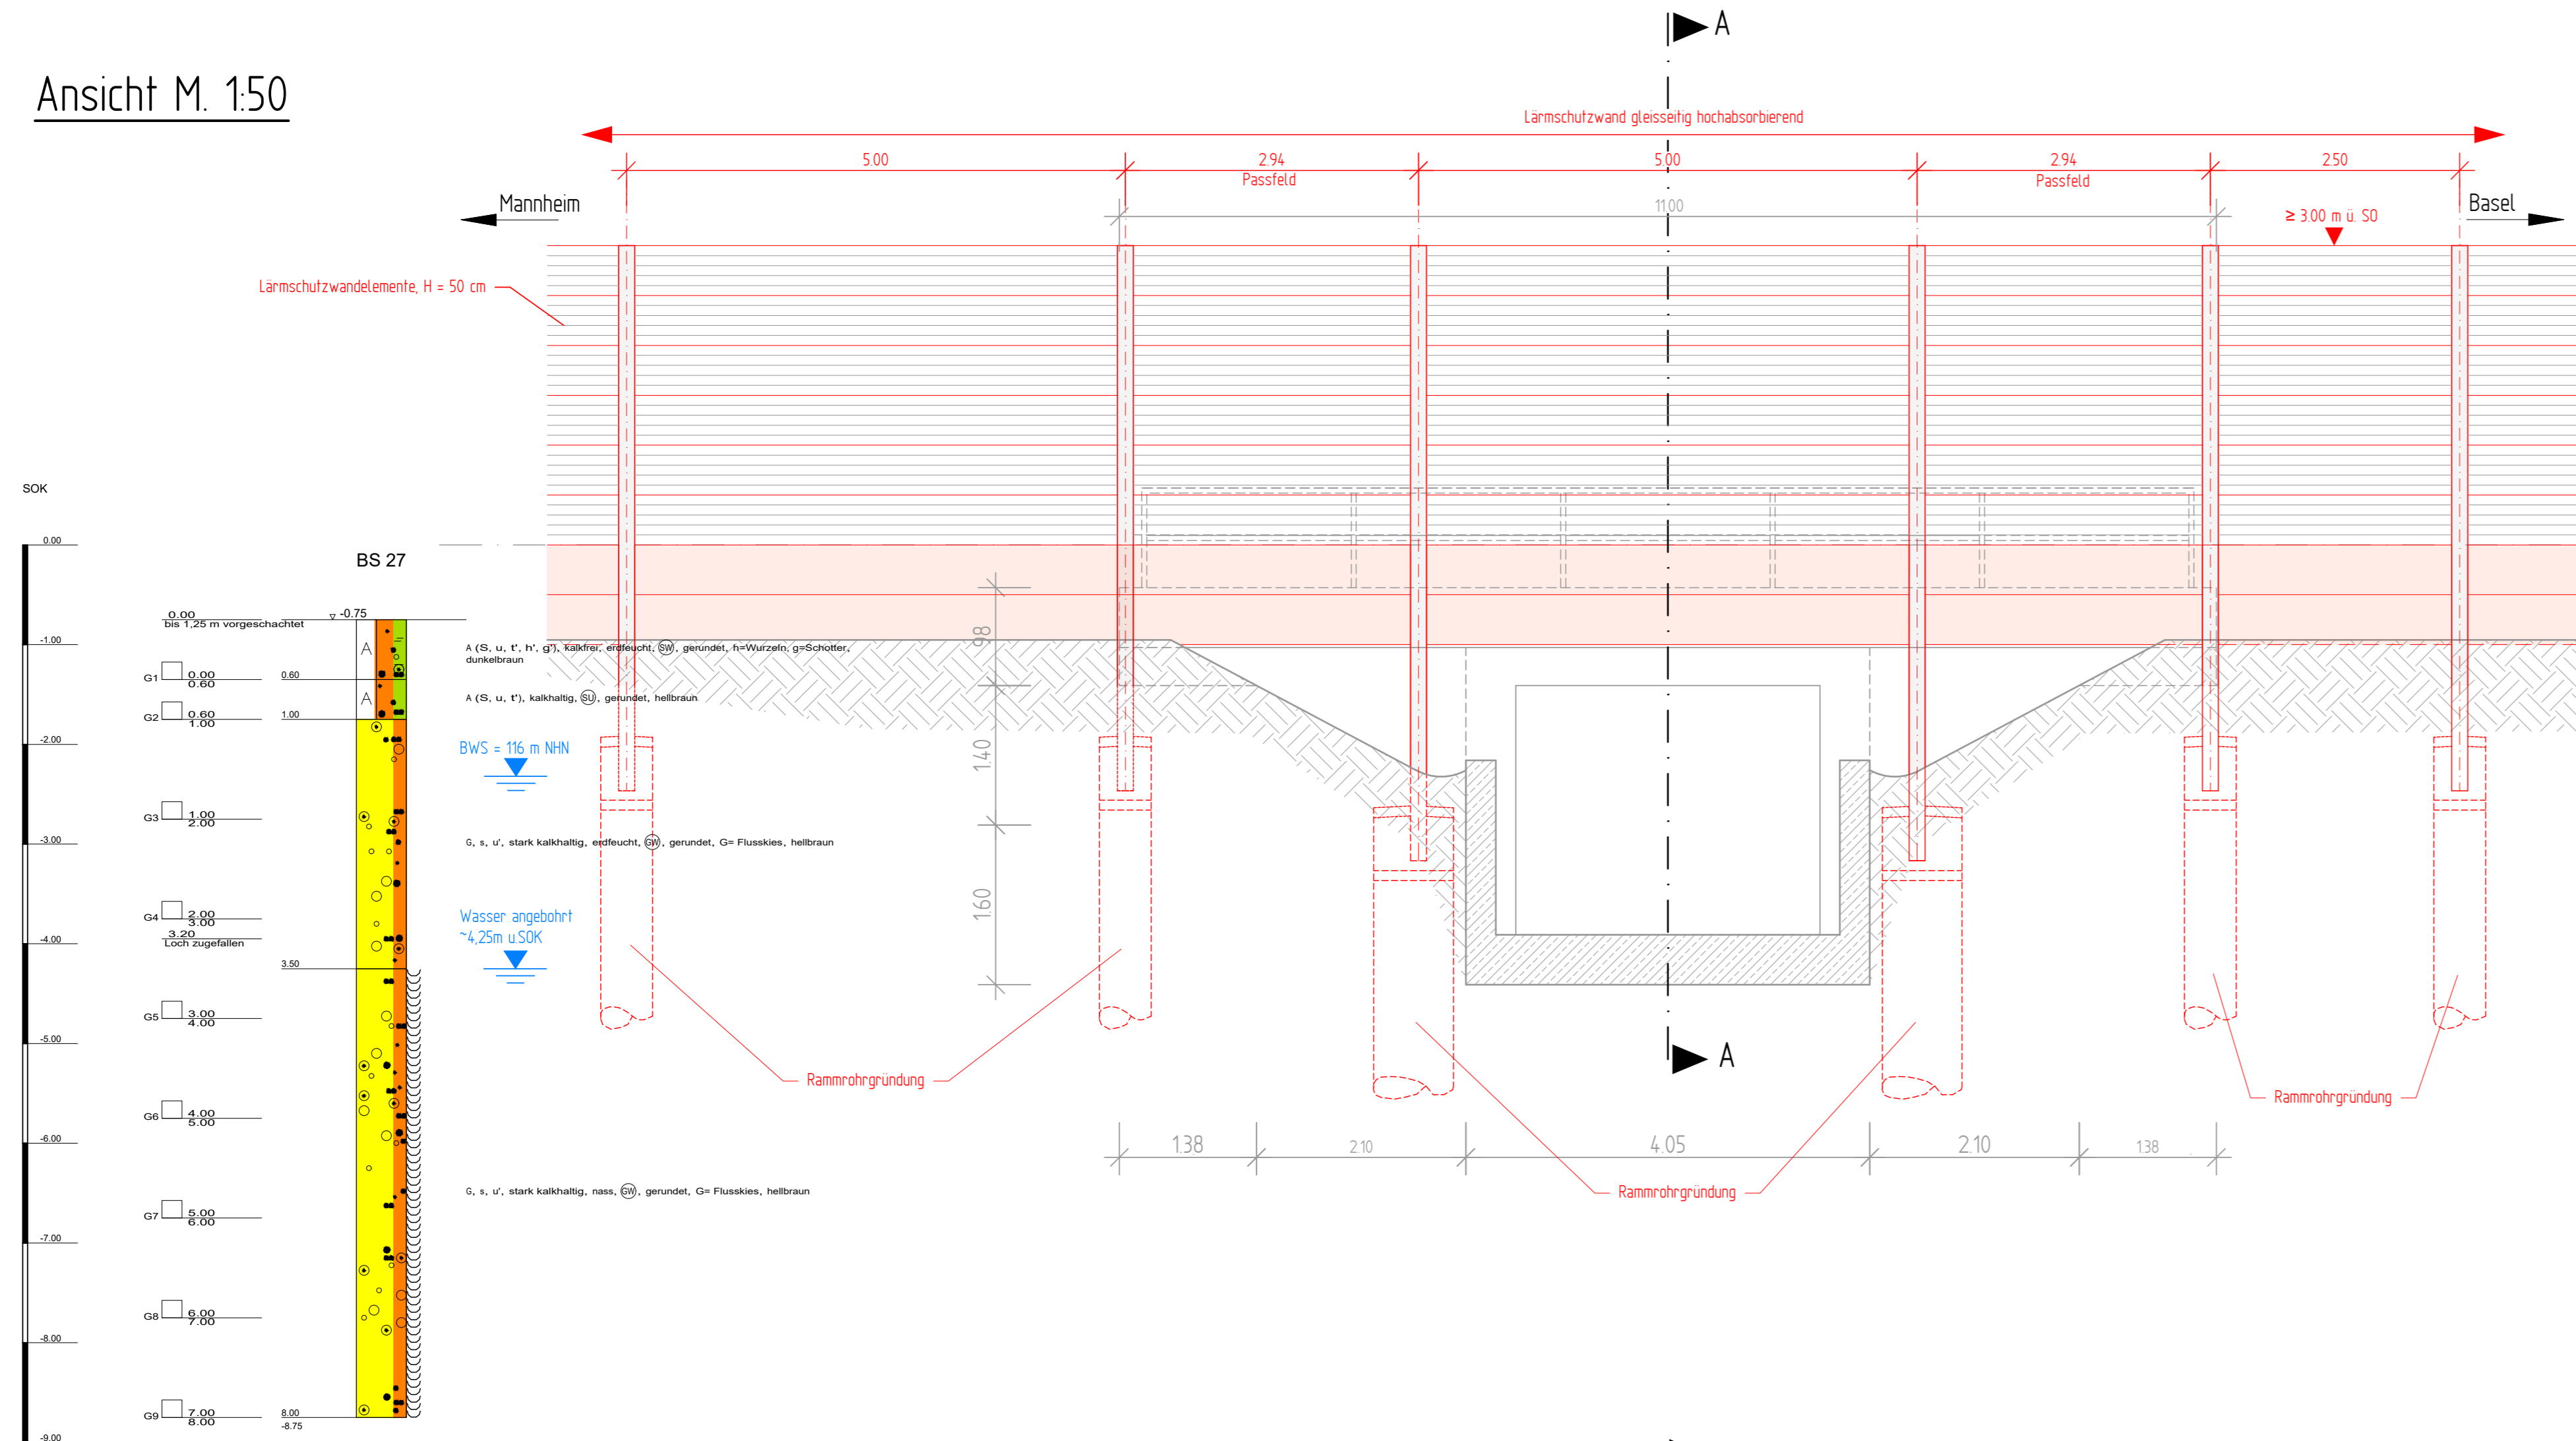 A
Ansicht M. 1:50
Lärmschutzwand gleisseitig hochabsorbierend
5.00
2.94
Passfeld
5.00
2.94
Passfeld
2.50
Mannheim
11.00
≥ 3.00 m ü. SO
Basel
Lärmschutzwandelemente, H = 50 cm
SOK
0.00
-1.00
-2.00
-3.00
-4.00
-5.00
-6.00
-7.00
-8.00
-9.00
BS 27
0.00
bis 1,25 m vorgeschachtet
-0.75
G1
0.00
0.60
0.60
G2
0.60
1.00
1.00
G3
1.00
2.00
G4
2.00
3.00
3.20
Loch zugefallen
3.50
G5
3.00
4.00
G6
4.00
5.00
G7
5.00
6.00
G8
6.00
7.00
G9
7.00
8.00
8.00
-8.75
A
A
A (S, u, t', h', g'), kalkfrei, erdfeucht, SW, gerundet, h=Wurzeln, g=Schotter,
dunkelbraun
A (S, u, t'), kalkhaltig, SU, gerundet, hellbraun
BWS = 116 m NHN
G, s, u', stark kalkhaltig, erdfeucht, GW, gerundet, G= Flusskies, hellbraun
Wasser angebohrt
~4,25m u.SOK
G, s, u', stark kalkhaltig, nass, GW, gerundet, G= Flusskies, hellbraun
.98
1.40
1.60
A
Rammrohrgründung
Rammrohrgründung
Rammrohrgründung
1.38
2.10
4.05
2.10
1.38